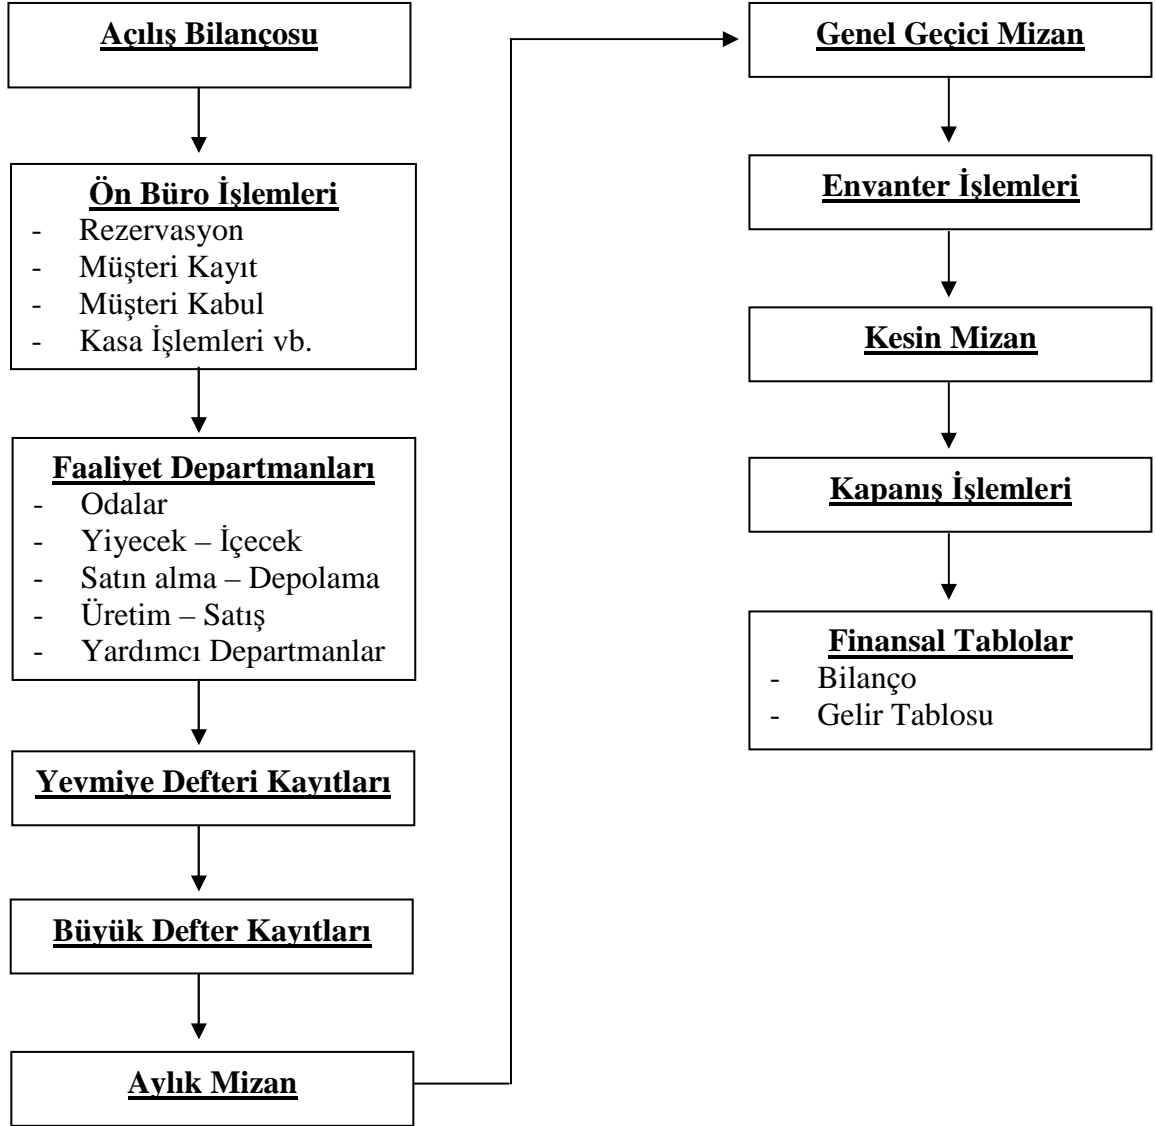 Açılış Bilançosu
Ön Büro İşlemleri
- Rezervasyon
- Müşteri Kayıt
- Müşteri Kabul
- Kasa İşlemleri vb.
Faaliyet Departmanları
- Odalar
- Yiyecek – İçecek
- Satın alma – Depolama
- Üretim – Satış
- Yardımcı Departmanlar
Yevmiye Defteri Kayıtları
Büyük Defter Kayıtları
Aylık Mizan
Genel Geçici Mizan
Envanter İşlemleri
Kesin Mizan
Kapanış İşlemleri
Finansal Tablolar
- Bilanço
- Gelir Tablosu